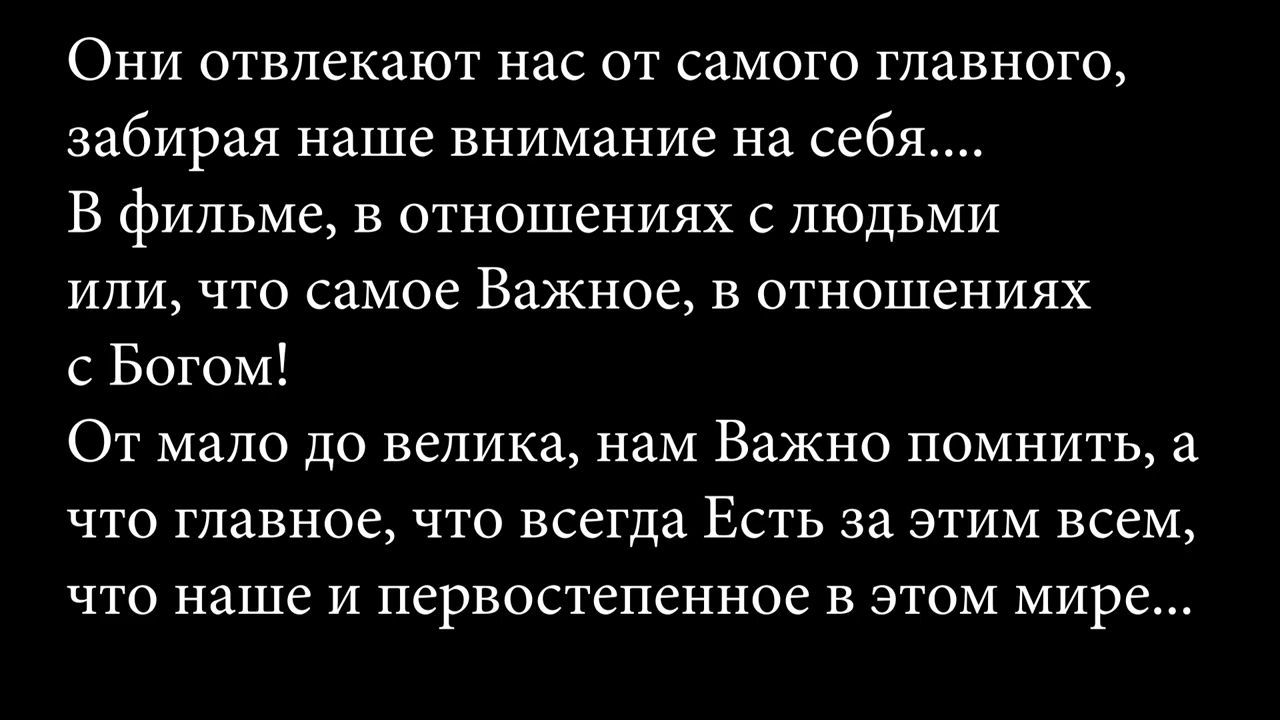 Они отвлекают нас от самого главного,
забирая наше внимание на себя....
В фильме, в отношениях с людьми
или, что самое Важное, в отношениях
с Богом!
От мало до велика, нам Важно помнить, а
что главное, что всегда Есть за этим всем,
что наше и первостепенное в этом мире...